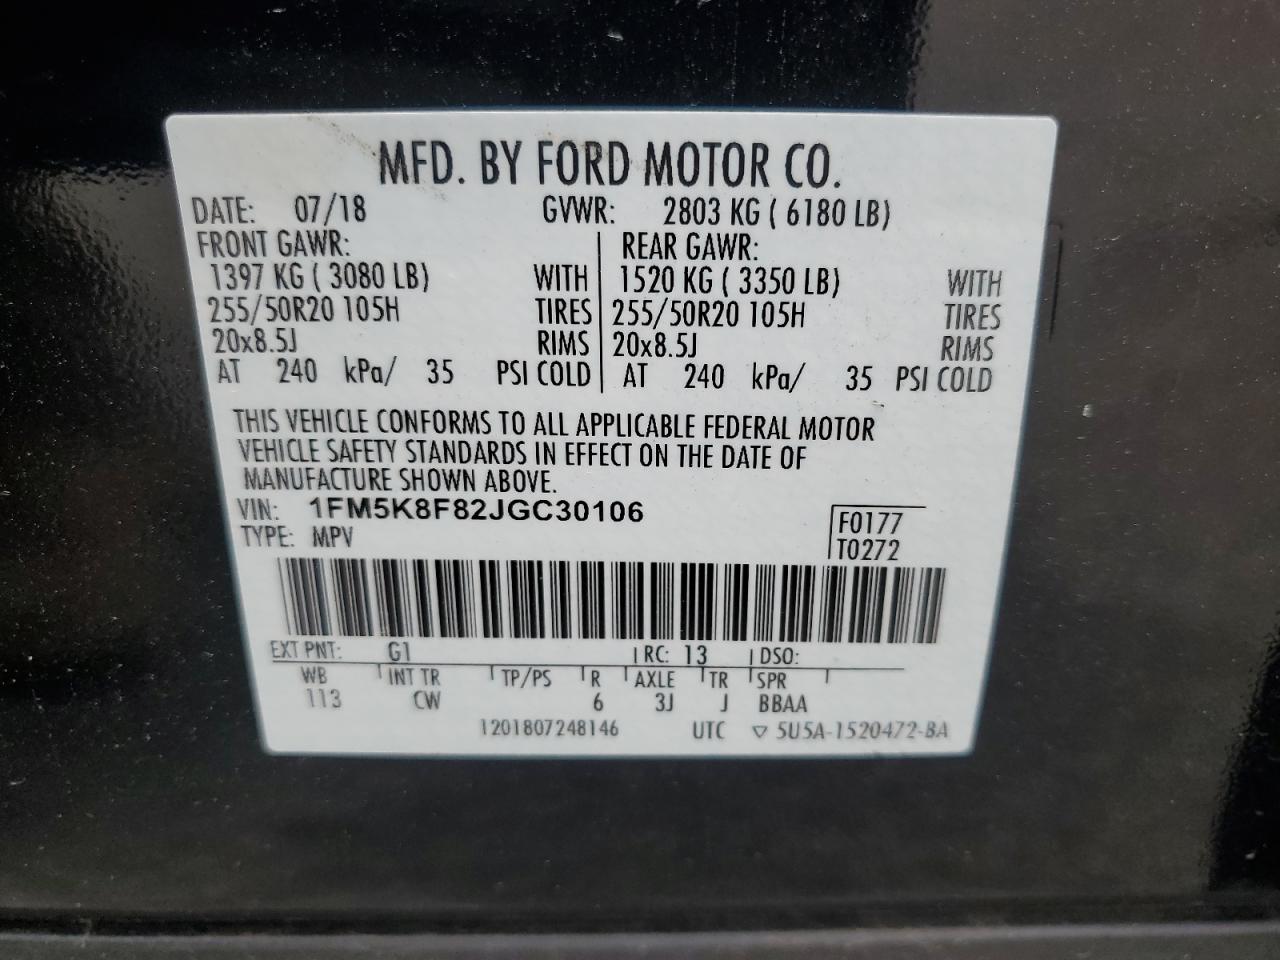 MFD. BY FORD MOTOR CO.
DATE: 07/18 GVWR: 2803 KG ( 6180 LB)
FRONT GAWR: REAR GAWR:
1397 KG ( 3080 LB) WITH 1520 KG ( 3350 LB) WITH
255/50R20 105H TIRES 255/50R20 105H TIRES
20x8.5J RIMS 20x8.5J RIMS
AT 240 kPa/ 35 PSI COLD AT 240 kPa/ 35 PSI COLD
THIS VEHICLE CONFORMS TO ALL APPLICABLE FEDERAL MOTOR
VEHICLE SAFETY STANDARDS IN EFFECT ON THE DATE OF
MANUFACTURE SHOWN ABOVE.
VIN: 1FM5K8F82JGC30106 F0177
TYPE: MPV T0272
EXT PNT: G1 RC: 13 DSO:
WB INT TR TP/PS R AXLE TR SPR
113 CW 6 3J J BBAA
1201807248146 UTC ▽ 5U5A-1520472-BA